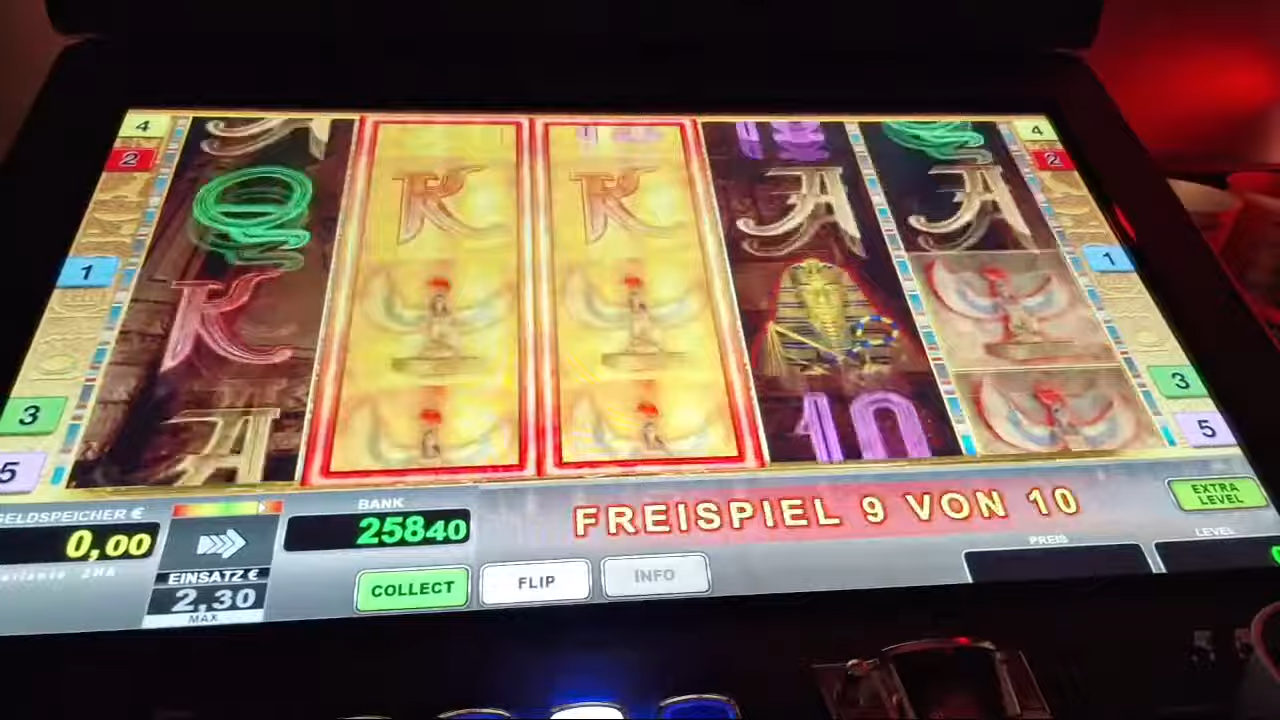 4
4
2
2
Q
K
K
A
A
1
1
K
3
3
A
10
5
5
GELDSPEICHER €
BANK
EXTRA LEVEL
0,00
25840
FREISPIEL 9 VON 10
PREIS
LEVEL
EINSATZ €
2,30
MAX
COLLECT
FLIP
INFO